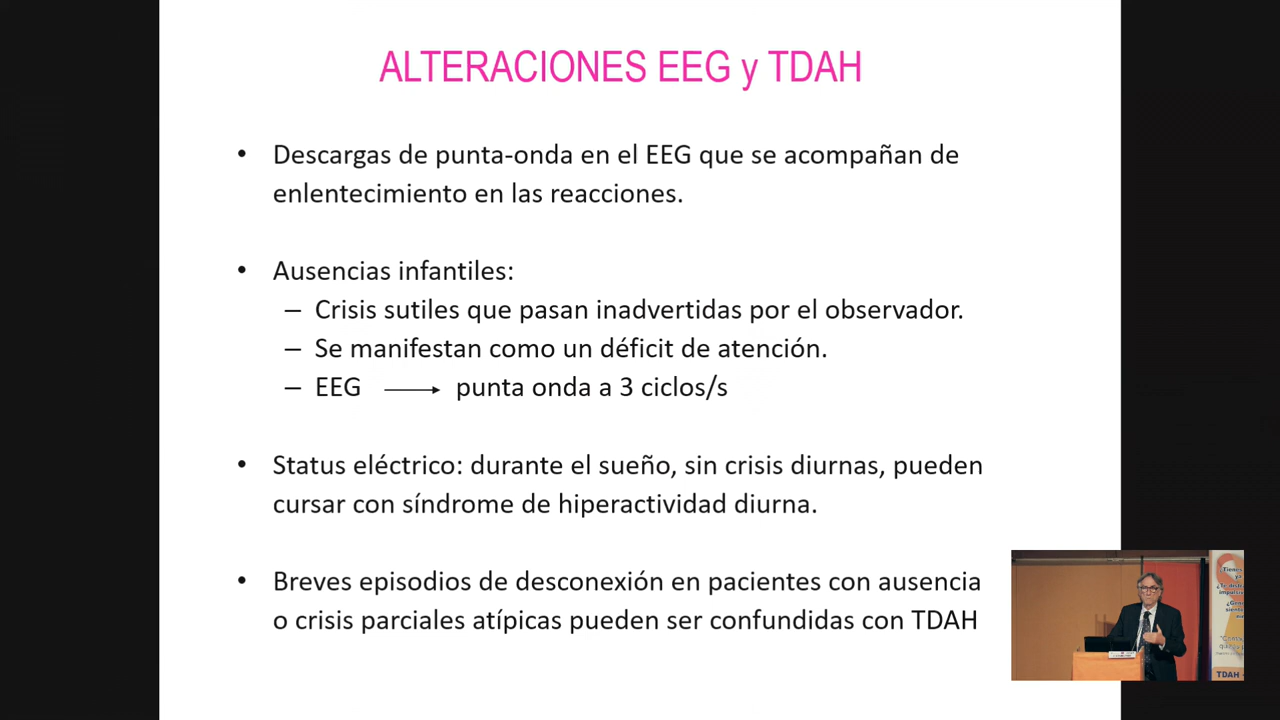 ALTERACIONES EEG y TDAH
• Descargas de punta-onda en el EEG que se acompañan de
enlentecimiento en las reacciones.
• Ausencias infantiles:
– Crisis sutiles que pasan inadvertidas por el observador.
– Se manifestan como un déficit de atención.
– EEG → punta onda a 3 ciclos/s
• Status eléctrico: durante el sueño, sin crisis diurnas, pueden
cursar con síndrome de hiperactividad diurna.
• Breves episodios de desconexión en pacientes con ausencia
o crisis parciales atípicas pueden ser confundidas con TDAH
TDAH